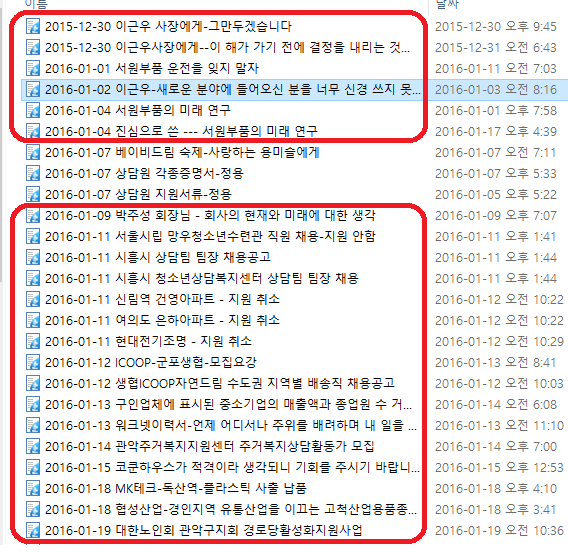 이름 날짜
2015-12-30 이근우 사장에게-그만두겠습니다 2015-12-30 오후 9:45
2015-12-30 이근우사장에게--이 해가 가기 전에 결정을 내리는 것... 2015-12-31 오전 6:43
2016-01-01 서원부품 운전을 잊지 말자 2016-01-01 오전 7:03
2016-01-02 이근우-새로운 분야에 들어오신 분을 너무 신경 쓰지 못... 2016-01-03 오전 8:16
2016-01-04 서원부품의 미래 연구 2016-01-04 오전 7:58
2016-01-04 진심으로 쓴 --- 서원부품의 미래 연구 2016-01-17 오후 4:39
2016-01-07 베이비드림 숙제-사랑하는 용미슬에게 2016-01-08 오전 7:11
2016-01-07 상담원 각종증명서-정용 2016-01-07 오후 5:33
2016-01-07 상담원 지원서류-정용 2016-01-08 오전 5:22
2016-01-09 박주성 회장님 - 회사의 현재와 미래에 대한 생각 2016-01-09 오후 7:07
2016-01-11 서울시립 망우청소년수련관 직원 채용-지원 안함 2016-01-11 오후 1:41
2016-01-11 시흥시 상담팀 팀장 채용공고 2016-01-11 오후 1:44
2016-01-11 시흥시 청소년상담복지센터 상담팀 팀장 채용 2016-01-11 오후 1:44
2016-01-11 신림역 건영아파트 - 지원 취소 2016-01-12 오전 10:22
2016-01-11 여의도 은하아파트 - 지원 취소 2016-01-12 오전 10:22
2016-01-11 현대전기조명 - 지원 취소 2016-01-12 오전 10:29
2016-01-12 ICOOP-군포생협-모집요강 2016-01-13 오전 8:41
2016-01-12 생협ICOOP자연드림 수도권 지역별 배송직 채용공고 2016-01-12 오전 10:03
2016-01-13 구인업체에 표시된 중소기업의 매출액과 종업원 수 거... 2016-01-14 오후 6:08
2016-01-13 워크넷이력서-언제 어디서나 주위를 배려하며 내 일을 ... 2016-01-13 오전 11:10
2016-01-14 관악주거복지지원센터 주거복지상담활동가 모집 2016-01-14 오후 7:00
2016-01-15 코쿤하우스가 적격이라 생각되니 기회를 주시기 바랍니... 2016-01-15 오후 12:53
2016-01-18 MK테크-독산역-플라스틱 사출 납품 2016-01-18 오후 4:10
2016-01-18 협성산업-경인지역 유통산업을 이끄는 고척산업용품종... 2016-01-18 오후 3:41
2016-01-19 대한노인회 관악구지회 경로당활성화지원사업 2016-01-19 오전 10:36